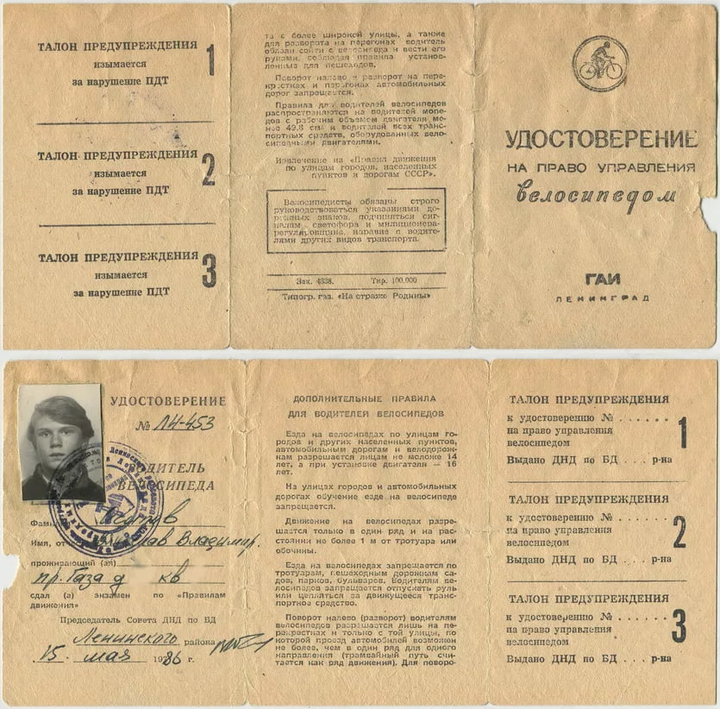 ТАЛОН ПРЕДУПРЕЖДЕНИЯ
изымается
за нарушение ПДТ
1
ТАЛОН ПРЕДУПРЕЖДЕНИЯ
изымается
за нарушение ПДТ
2
ТАЛОН ПРЕДУПРЕЖДЕНИЯ
изымается
за нарушение ПДТ
3
та с более широкой улицы, а также
для разворота на перегонах водитель
обязан сойти с велосипеда и вести его
руками, соблюдая правила установ-
ленные для пешеходов.
Поворот налево и разворот на пере-
крестках и перегонах автомобильных
дорог запрещается.
Правила для водителей велосипедов
распространяются на водителей мопе-
дов с рабочим объемом двигателя ме-
нее 49,8 см³ и водителей всех транс-
портных средств, оборудованных вело-
сипедными двигателями.
Извлечение из «Правил движения
по улицам городов, населенных
пунктов и дорогам СССР».
Велосипедисты обязаны строго
руководствоваться указаниями до-
рожных знаков, подчиняться сиг-
налам светофора и милиционера-
регулировщика, наравне с водите-
лями других видов транспорта.
Зак. 4338. Тир. 100.000
Типогр. газ. «На страже Родины»
УДОСТОВЕРЕНИЕ
НА ПРАВО УПРАВЛЕНИЯ
велосипедом
ГАИ
ЛЕНИНГРАД
УДОСТОВЕРЕНИЕ
№ ЛЧ-453
ВОДИТЕЛЬ
ВЕЛОСИПЕДА
Фами
Имя, от Владимир.
проживающий (ая)
пр. Газа д кв
сдал (а) экзамен по «Правилам
движения»
Председатель Совета ДНД по БД
Ленинского района
15. мая 1986 г.
ДОПОЛНИТЕЛЬНЫЕ ПРАВИЛА
ДЛЯ ВОДИТЕЛЕЙ ВЕЛОСИПЕДОВ
Езда на велосипедах по улицам го-
родов и других населенных пунктов,
автомобильным дорогам и велодорож-
кам разрешается лицам не моложе 14
лет, а при установке двигателя — 16
лет.
На улицах городов и автомобильных
дорогах обучение езде на велосипеде
запрещается.
Движение на велосипедах разреша-
ется только в один ряд и на рас-
стоянии не более 1 м от тротуара или
обочины.
Езда на велосипедах запрещается по
тротуарам, пешеходным дорожкам са-
дов, парков, бульваров. Водителям ве-
лосипедов запрещается отпускать руль
или цепляться за движущееся транс-
портное средство.
Поворот налево (разворот) водителям
велосипедов разрешается лишь на пе-
рекрестках и только с той улицы, по
которой проезд автомобилей возможен
не более, чем в один ряд для одного
направления (трамвайный путь счи-
тается как ряд движения). Для поворо-
ТАЛОН ПРЕДУПРЕЖДЕНИЯ
к удостоверению № . . . . . .
на право управления
велосипедом
Выдано ДНД по БД . . . р-на
1
ТАЛОН ПРЕДУПРЕЖДЕНИЯ
к удостоверению № . . . . . .
на право управления
велосипедом
Выдано ДНД по БД . . . р-на
2
ТАЛОН ПРЕДУПРЕЖДЕНИЯ
к удостоверению № . . . . . .
на право управления
велосипедом
Выдано ДНД по БД . . . р-на
3